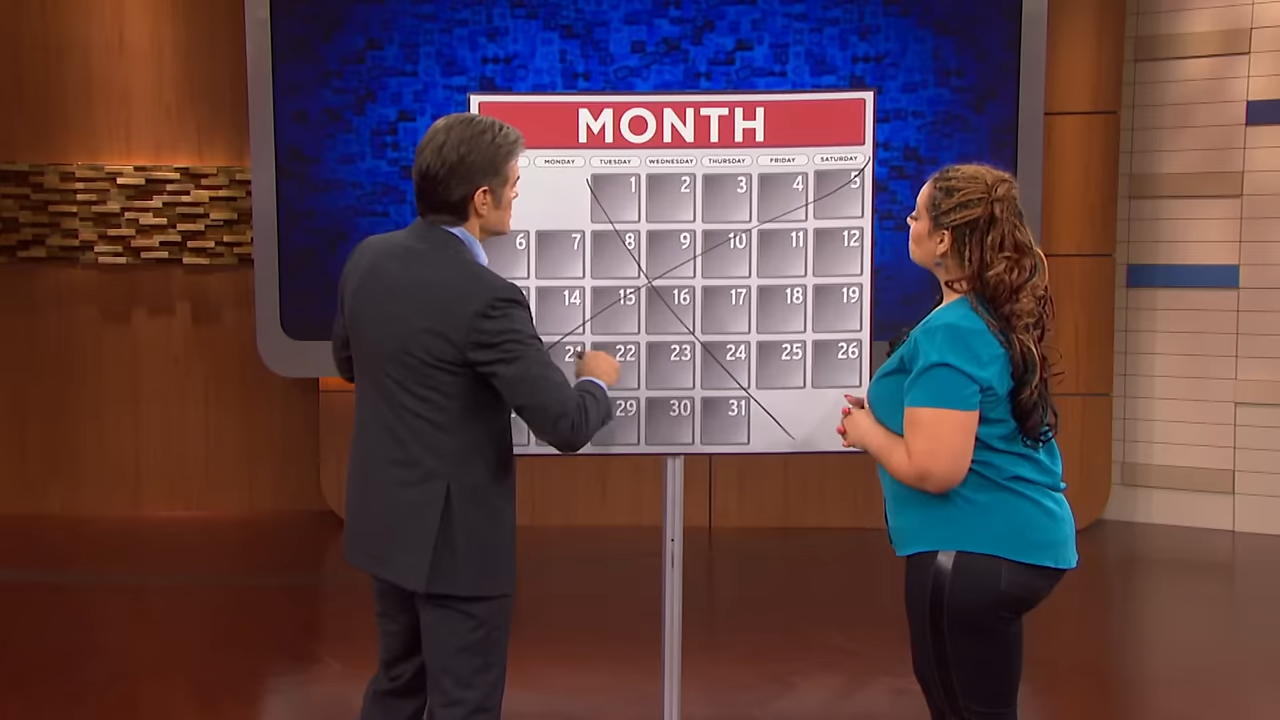 MONTH
MONDAY TUESDAY WEDNESDAY THURSDAY FRIDAY SATURDAY
1 2 3 4 5
6 7 8 9 10 11 12
14 15 16 17 18 19
21 22 23 24 25 26
29 30 31